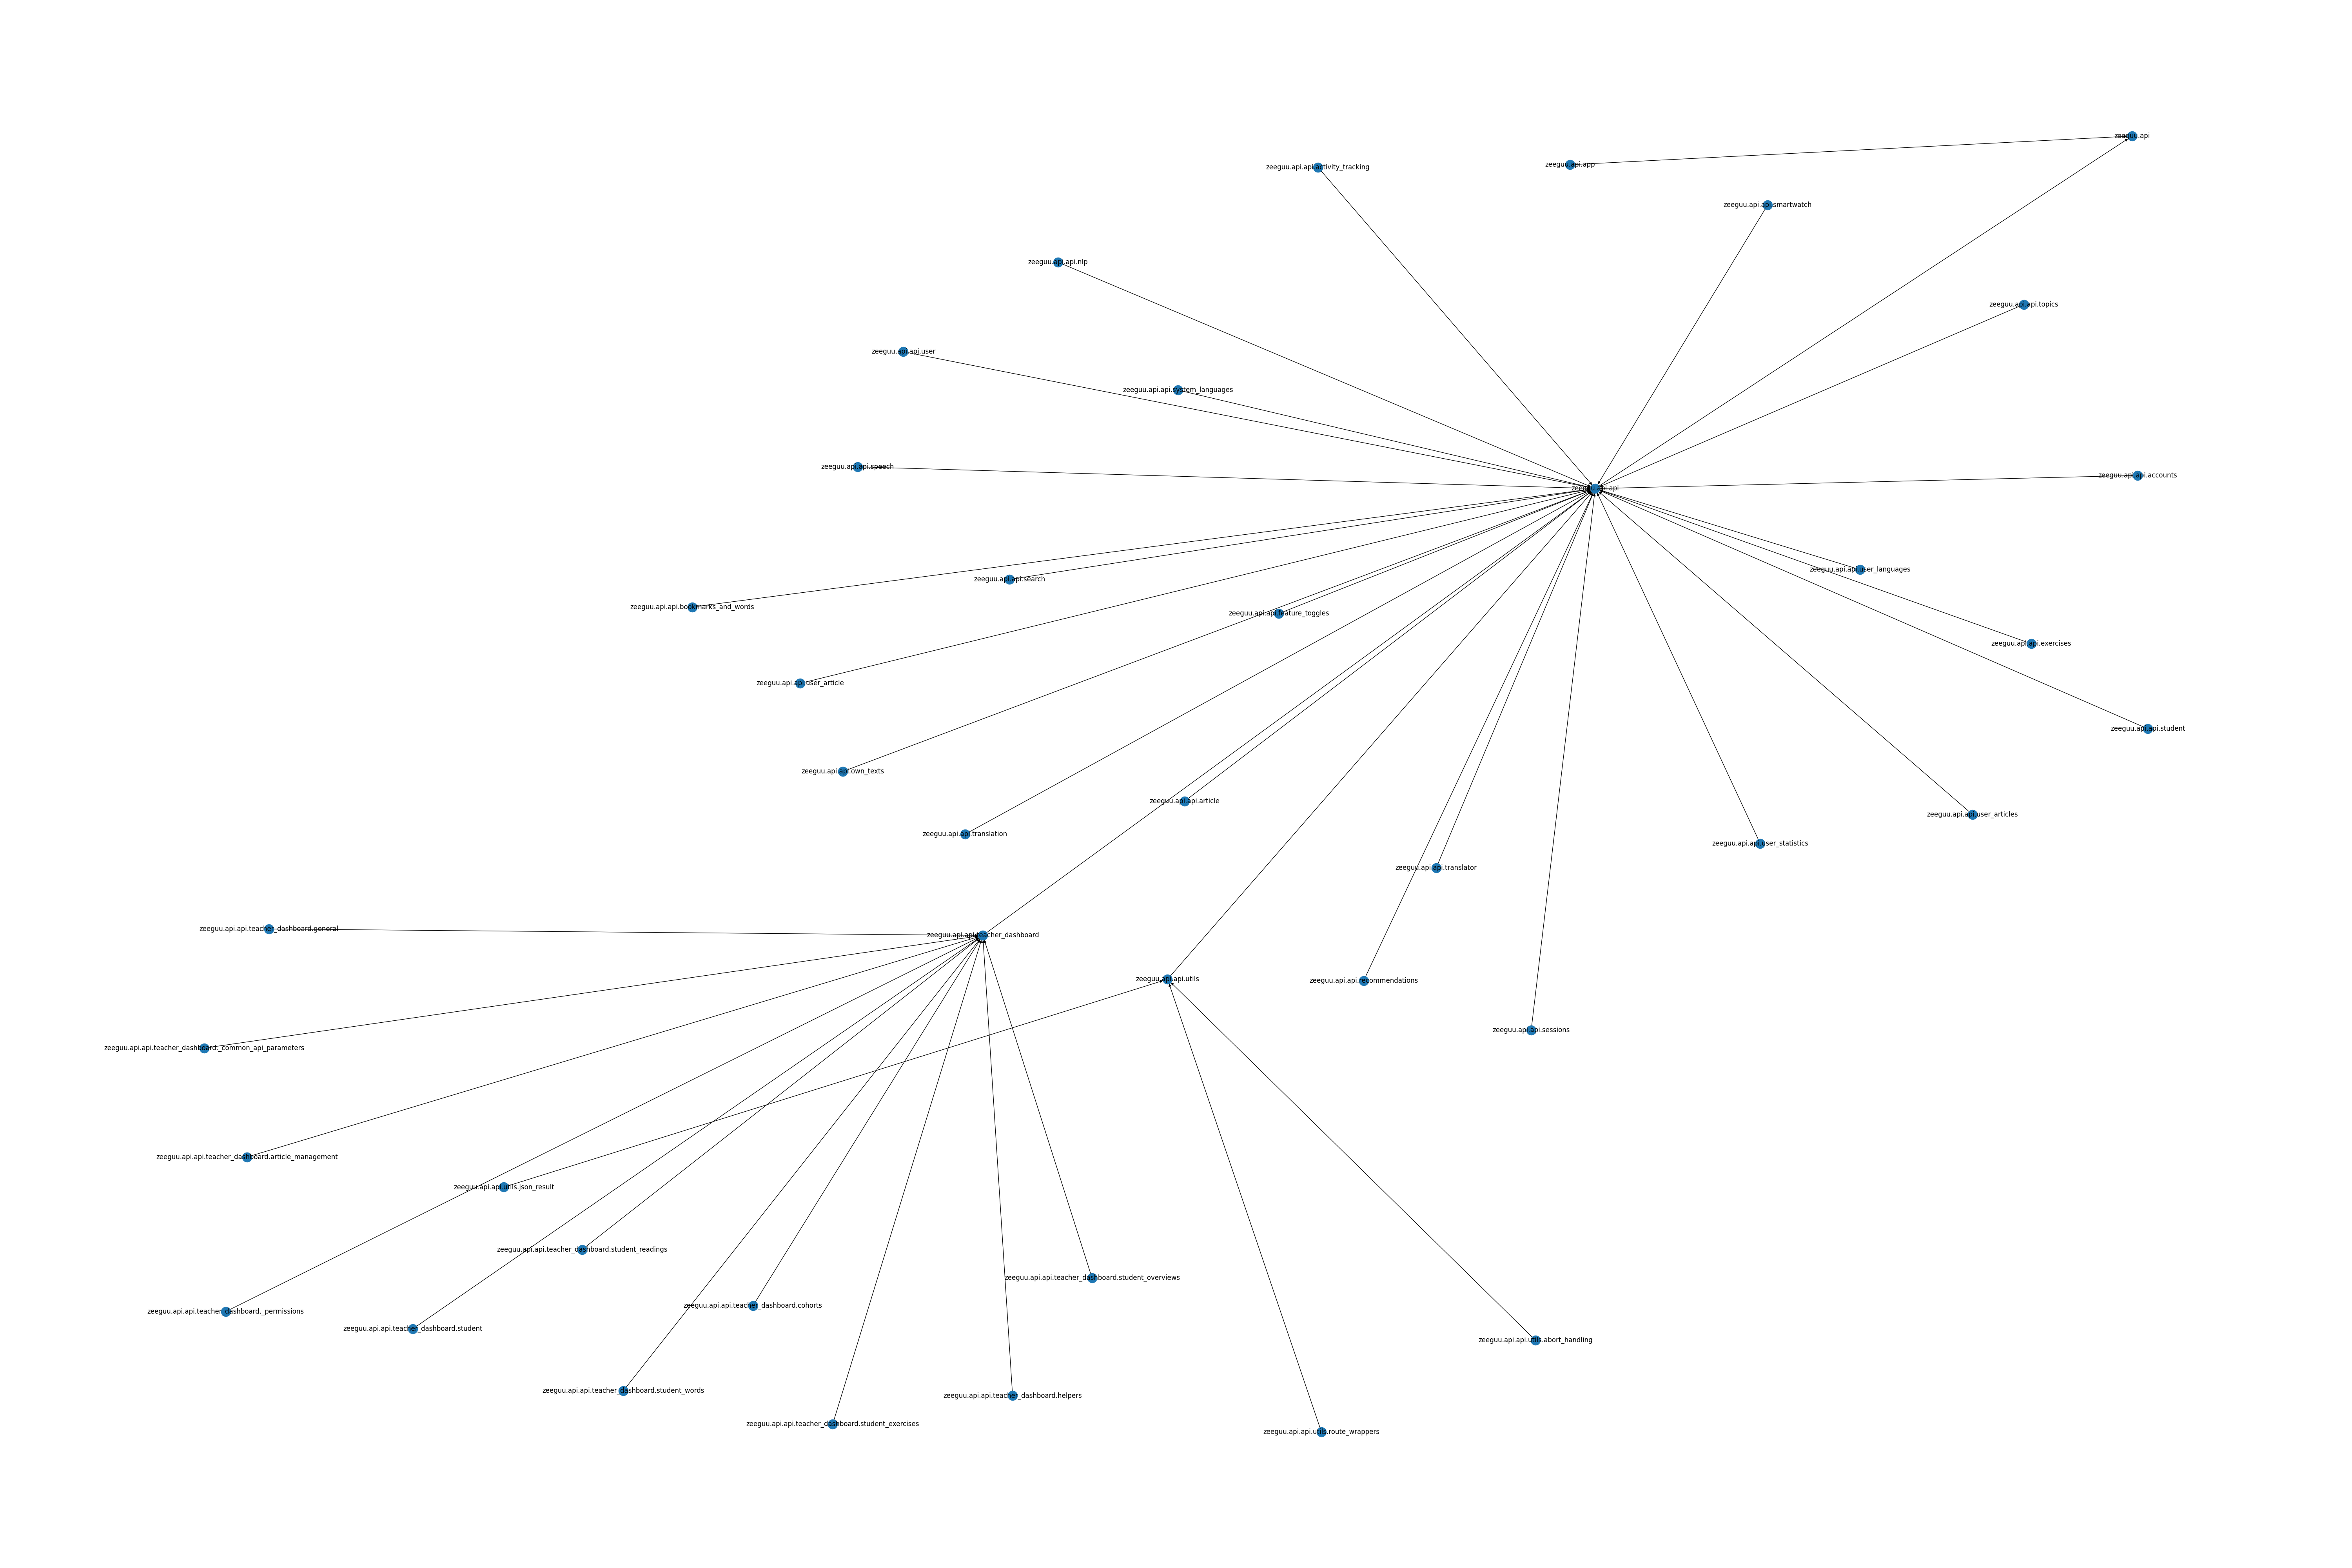 zeeguu.api
zeeguu.api.app
zeeguu.api.api.activity_tracking
zeeguu.api.api.smartwatch
zeeguu.api.api.nlp
zeeguu.api.api.topics
zeeguu.api.api.user
zeeguu.api.api.system_languages
zeeguu.api.api.speech
zeeguu.api.api.accounts
zeeguu.api.api
zeeguu.api.api.user_languages
zeeguu.api.api.search
zeeguu.api.api.bookmarks_and_words
zeeguu.api.api.feature_toggles
zeeguu.api.api.exercises
zeeguu.api.api.user_article
zeeguu.api.api.student
zeeguu.api.api.own_texts
zeeguu.api.api.article
zeeguu.api.api.user_articles
zeeguu.api.api.translation
zeeguu.api.api.user_statistics
zeeguu.api.api.translator
zeeguu.api.api.teacher_dashboard.general
zeeguu.api.api.teacher_dashboard
zeeguu.api.api.utils
zeeguu.api.api.recommendations
zeeguu.api.api.sessions
zeeguu.api.api.teacher_dashboard._common_api_parameters
zeeguu.api.api.teacher_dashboard.article_management
zeeguu.api.api.utils.json_result
zeeguu.api.api.teacher_dashboard.student_readings
zeeguu.api.api.teacher_dashboard.student_overviews
zeeguu.api.api.teacher_dashboard.cohorts
zeeguu.api.api.teacher_dashboard._permissions
zeeguu.api.api.teacher_dashboard.student
zeeguu.api.api.utils.abort_handling
zeeguu.api.api.teacher_dashboard.student_words
zeeguu.api.api.teacher_dashboard.helpers
zeeguu.api.api.teacher_dashboard.student_exercises
zeeguu.api.api.utils.route_wrappers